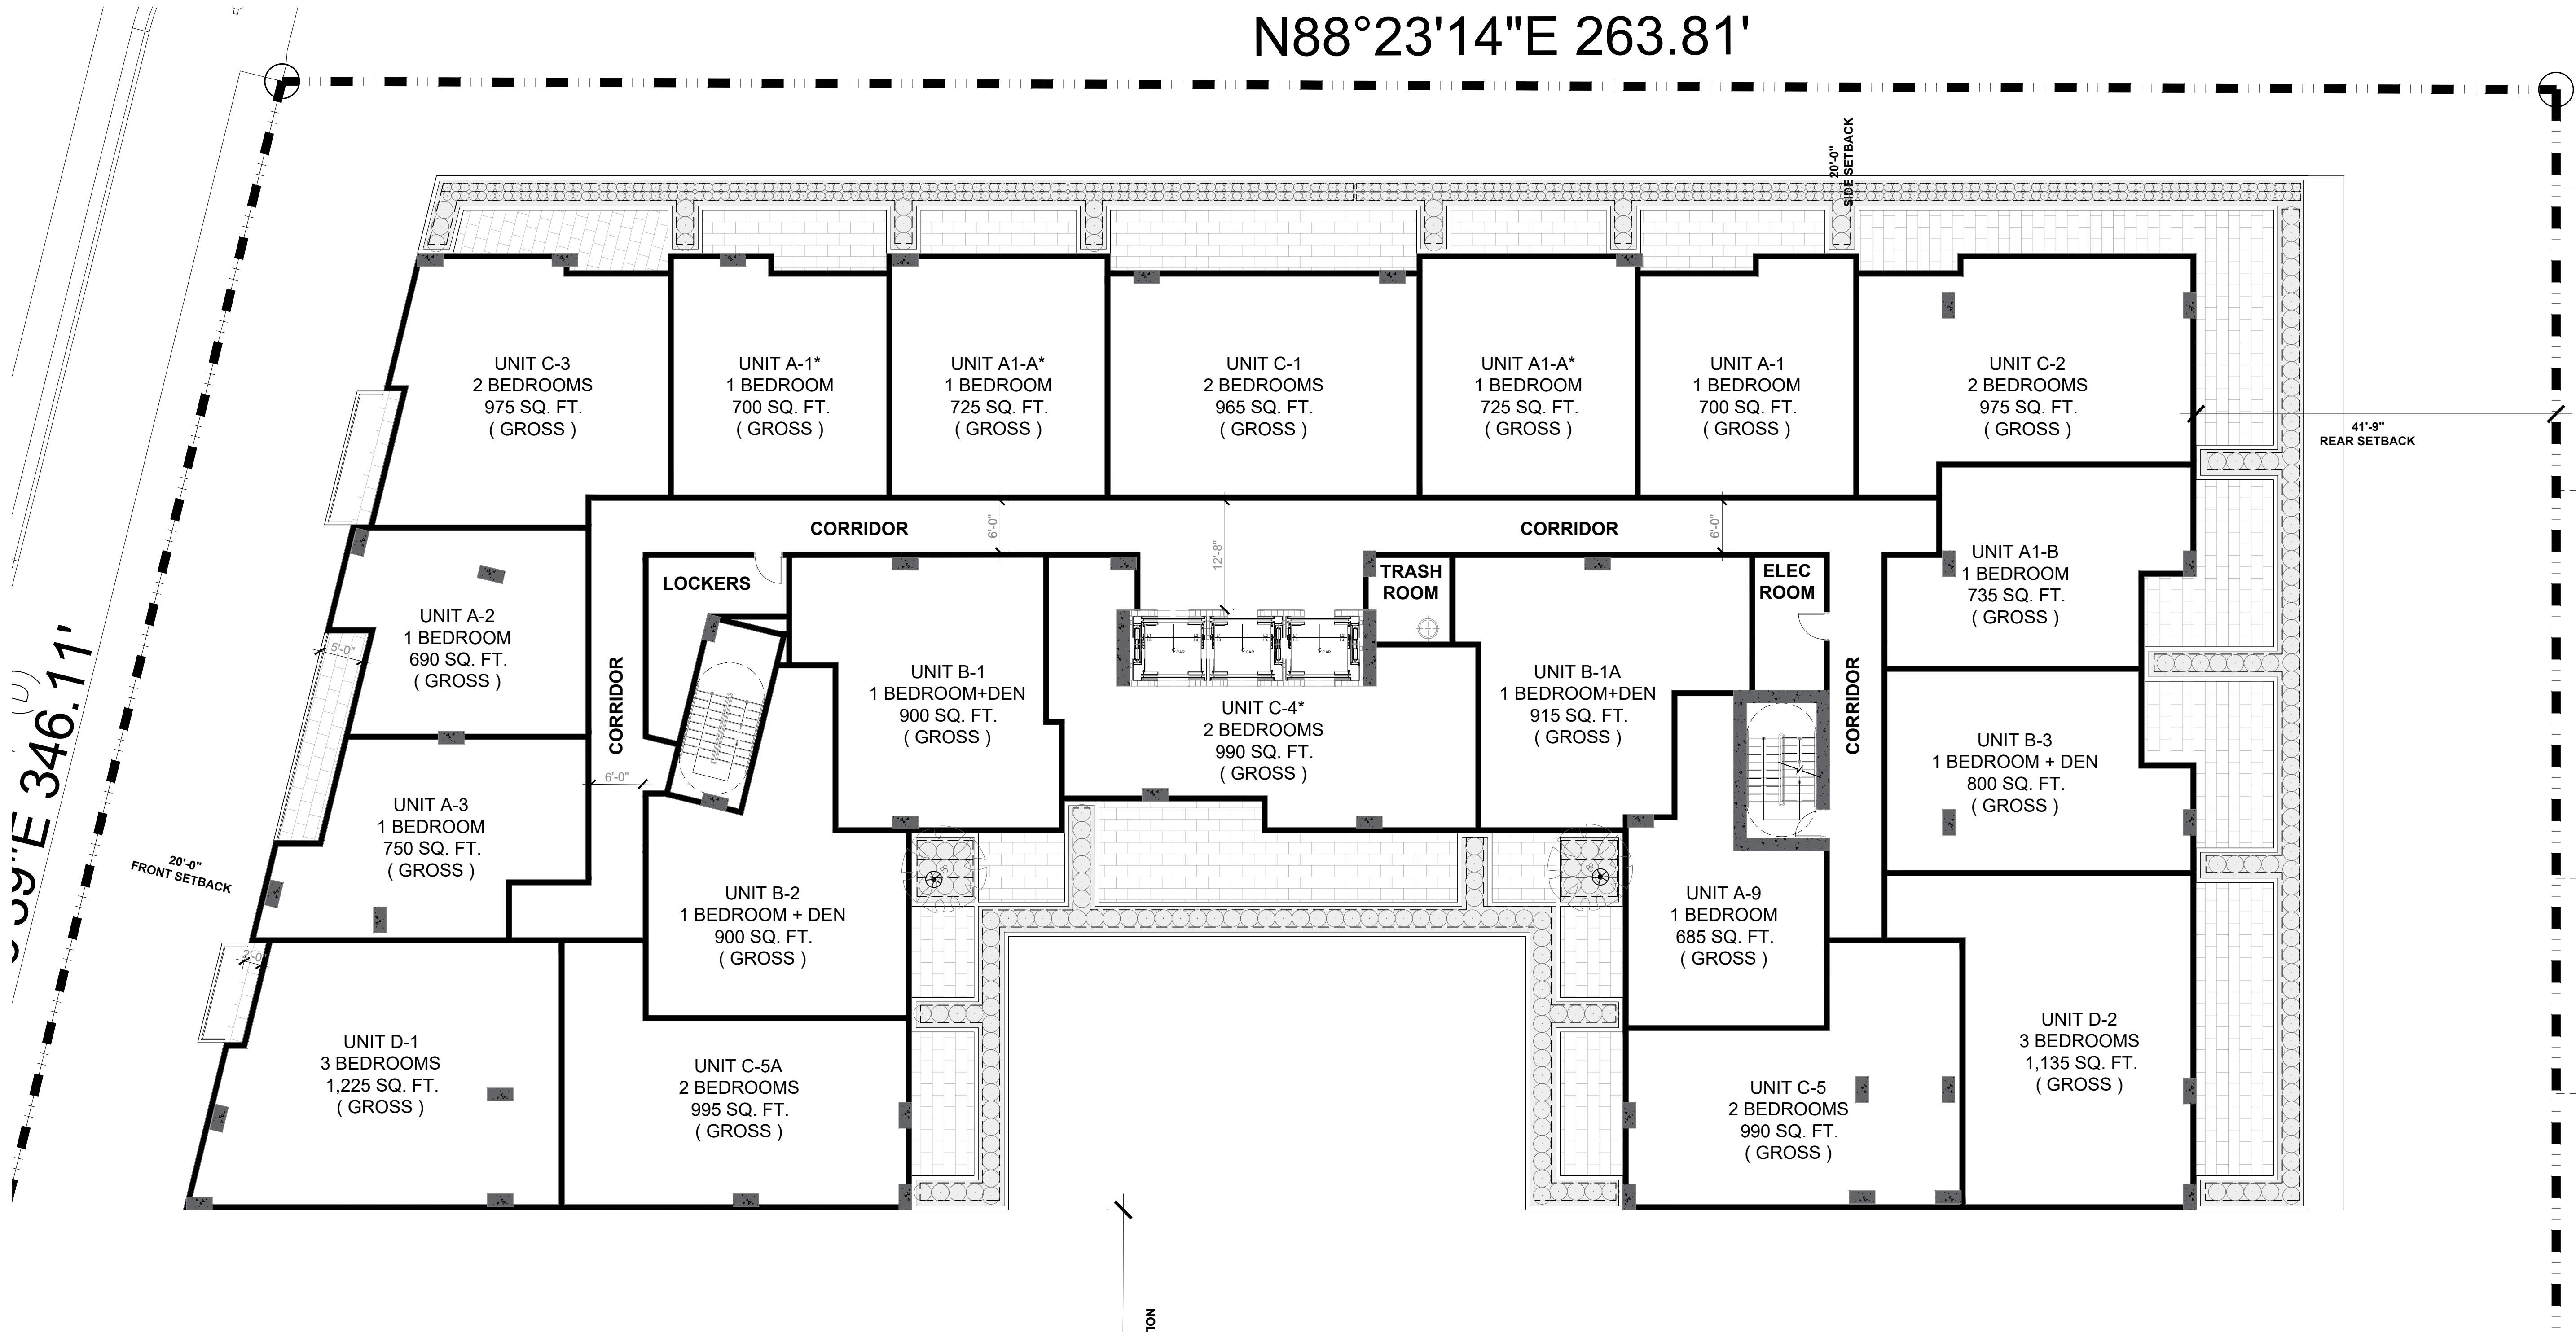 N88°23'14"E 263.81'
20'-0"
SIDE SETBACK
UNIT C-3
2 BEDROOMS
975 SQ. FT.
( GROSS )
UNIT A-1*
1 BEDROOM
700 SQ. FT.
( GROSS )
UNIT A1-A*
1 BEDROOM
725 SQ. FT.
( GROSS )
UNIT C-1
2 BEDROOMS
965 SQ. FT.
( GROSS )
UNIT A1-A*
1 BEDROOM
725 SQ. FT.
( GROSS )
UNIT A-1
1 BEDROOM
700 SQ. FT.
( GROSS )
UNIT C-2
2 BEDROOMS
975 SQ. FT.
( GROSS )
41'-9"
REAR SETBACK
CORRIDOR
6'-0"
12'-8"
CORRIDOR
6'-0"
LOCKERS
TRASH
ROOM
ELEC
ROOM
UNIT A1-B
1 BEDROOM
735 SQ. FT.
( GROSS )
UNIT A-2
1 BEDROOM
690 SQ. FT.
( GROSS )
5'-0"
CORRIDOR
6'-0"
UNIT B-1
1 BEDROOM+DEN
900 SQ. FT.
( GROSS )
CAR
CAR
CAR
UNIT C-4*
2 BEDROOMS
990 SQ. FT.
( GROSS )
UNIT B-1A
1 BEDROOM+DEN
915 SQ. FT.
( GROSS )
CORRIDOR
UNIT B-3
1 BEDROOM + DEN
800 SQ. FT.
( GROSS )
UNIT A-3
1 BEDROOM
750 SQ. FT.
( GROSS )
20'-0"
FRONT SETBACK
39"E 346.11'
(D)
UNIT B-2
1 BEDROOM + DEN
900 SQ. FT.
( GROSS )
UNIT A-9
1 BEDROOM
685 SQ. FT.
( GROSS )
2'-0"
UNIT D-1
3 BEDROOMS
1,225 SQ. FT.
( GROSS )
UNIT C-5A
2 BEDROOMS
995 SQ. FT.
( GROSS )
UNIT C-5
2 BEDROOMS
990 SQ. FT.
( GROSS )
UNIT D-2
3 BEDROOMS
1,135 SQ. FT.
( GROSS )